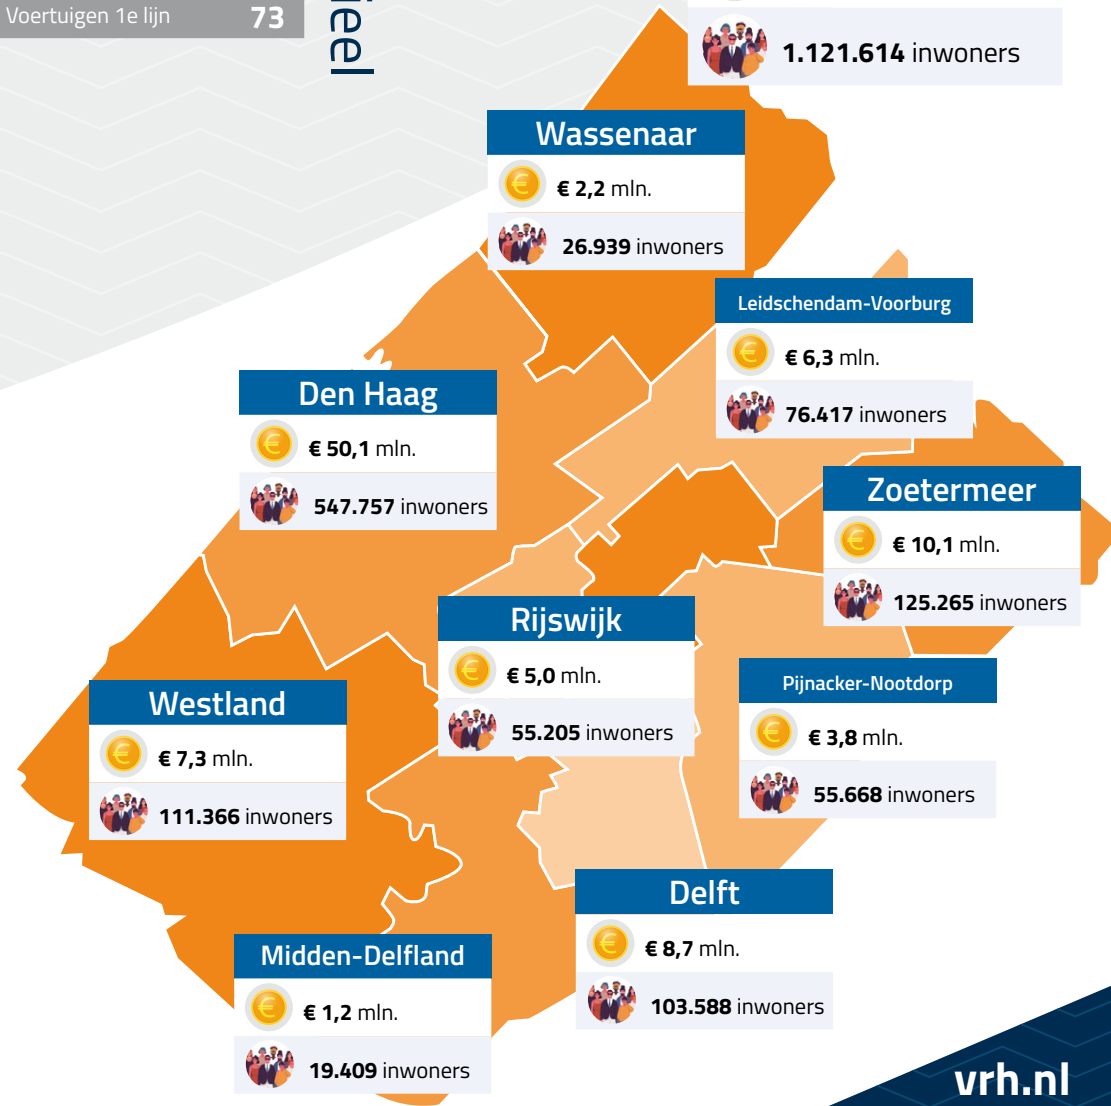 Voertuigen 1e lijn 73
1.121.614 inwoners
Wassenaar
€ 2,2 mln.
26.939 inwoners
Leidschendam-Voorburg
€ 6,3 mln.
76.417 inwoners
Den Haag
€ 50,1 mln.
547.757 inwoners
Zoetermeer
€ 10,1 mln.
125.265 inwoners
Rijswijk
€ 5,0 mln.
55.205 inwoners
Pijnacker-Nootdorp
€ 3,8 mln.
55.668 inwoners
Westland
€ 7,3 mln.
111.366 inwoners
Delft
€ 8,7 mln.
103.588 inwoners
Midden-Delfland
€ 1,2 mln.
19.409 inwoners
vrh.nl